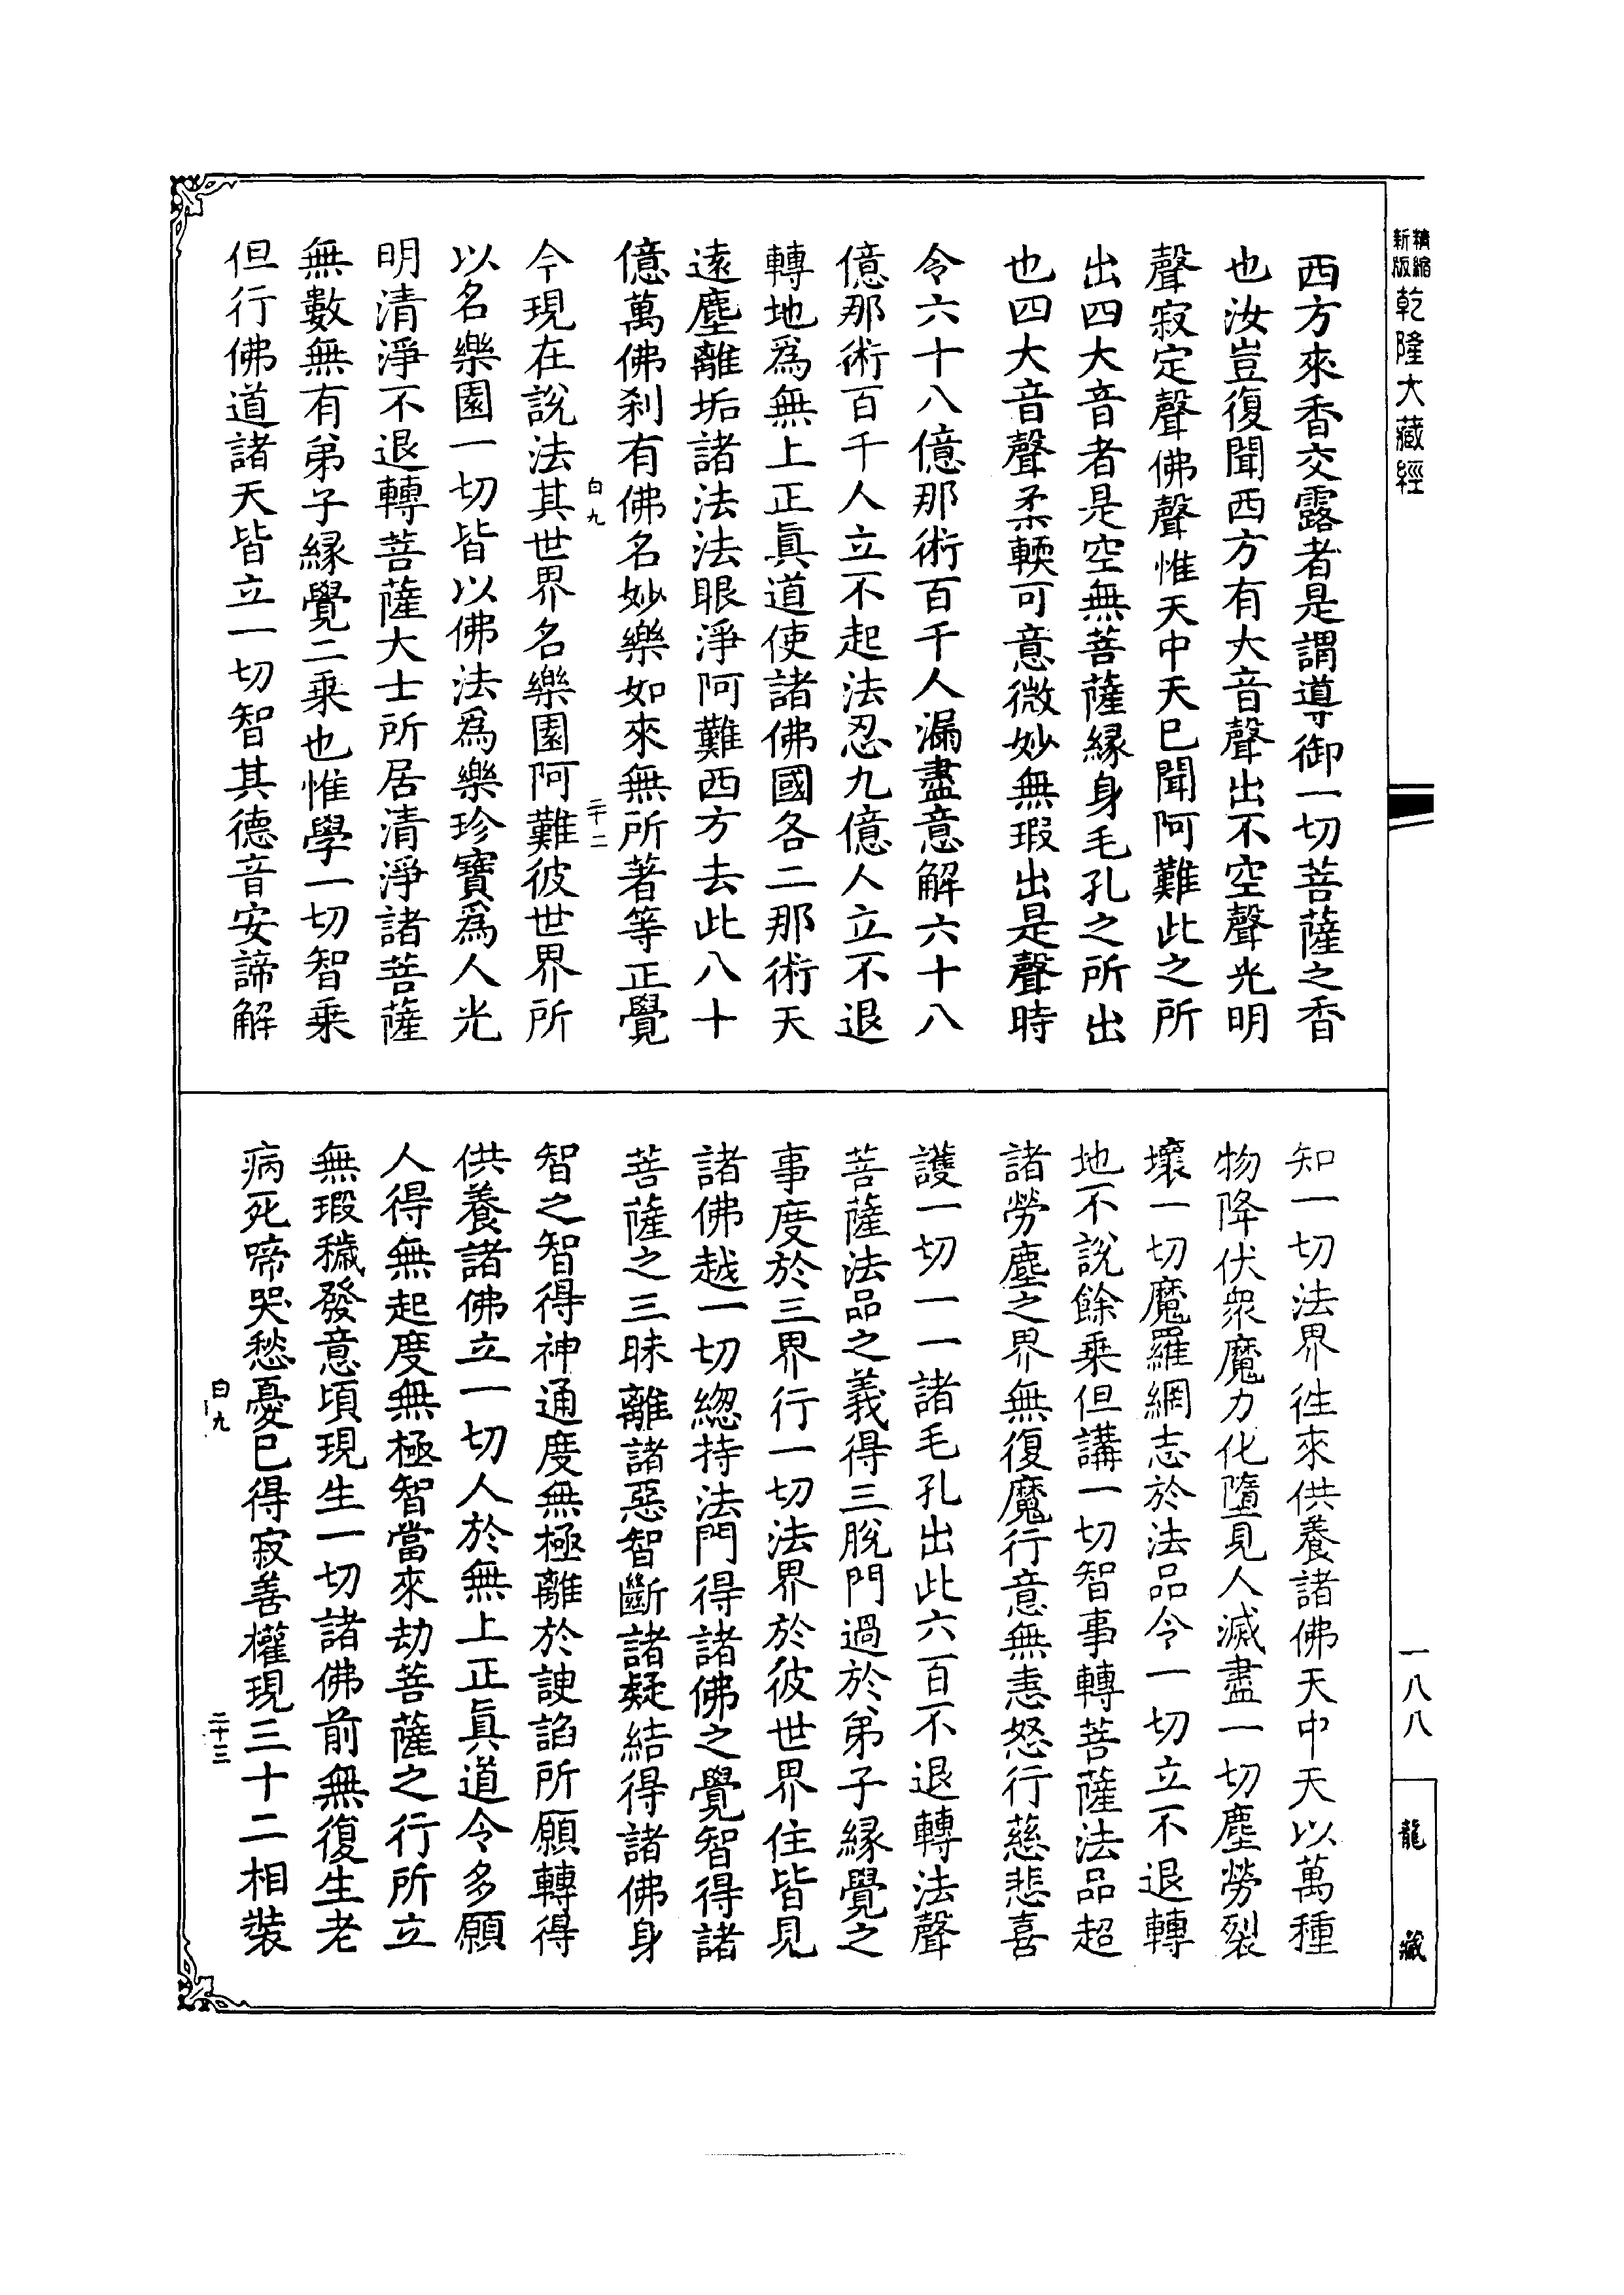 精縮
新版
乾隆大藏經
西方來香交露者是謂導御一切菩薩之香
也汝豈復聞西方有大音聲出不空聲光明
聲寂定聲佛聲惟天中天已聞阿難此之所
出四大音者是空無菩薩緣身毛孔之所出
也四大音聲柔輭可意微妙無瑕出是聲時
令六十八億那術百千人漏盡意解六十八
億那術百千人立不起法忍九億人立不退
轉地爲無上正眞道使諸佛國各二那術天
遠塵離垢諸法法眼淨阿難西方去此八十
億萬佛刹有佛名妙樂如來無所著等正覺
白九
二十二
今現在說法其世界名樂園阿難彼世界所
以名樂園一切皆以佛法爲樂珍寶爲人光
明清淨不退轉菩薩大士所居清淨諸菩薩
無數無有弟子緣覺二乘也惟學一切智乘
但行佛道諸天皆立一切智其德音安諦解
知一切法界徃來供養諸佛天中天以萬種
物降伏衆魔力化墮見人滅盡一切塵勞裂
壞一切魔羅網志於法品令一切立不退轉
地不說餘乘但講一切智事轉菩薩法品超
諸勞塵之界無復魔行意無恚怒行慈悲喜
護一切一一諸毛孔出此六百不退轉法聲
菩薩法品之義得三脫門過於弟子緣覺之
事度於三界行一切法界於彼世界住皆見
諸佛越一切緫持法門得諸佛之覺智得諸
菩薩之三昧離諸惡智斷諸疑結得諸佛身
智之智得神通度無極離於諛諂所願轉得
供養諸佛立一切人於無上正眞道令多願
人得無起度無極智當來劫菩薩之行所立
無瑕穢發意頃現生一切諸佛前無復生老
病死啼哭愁憂已得寂善權現三十二相裝
白九
二十三
一八八
龍藏